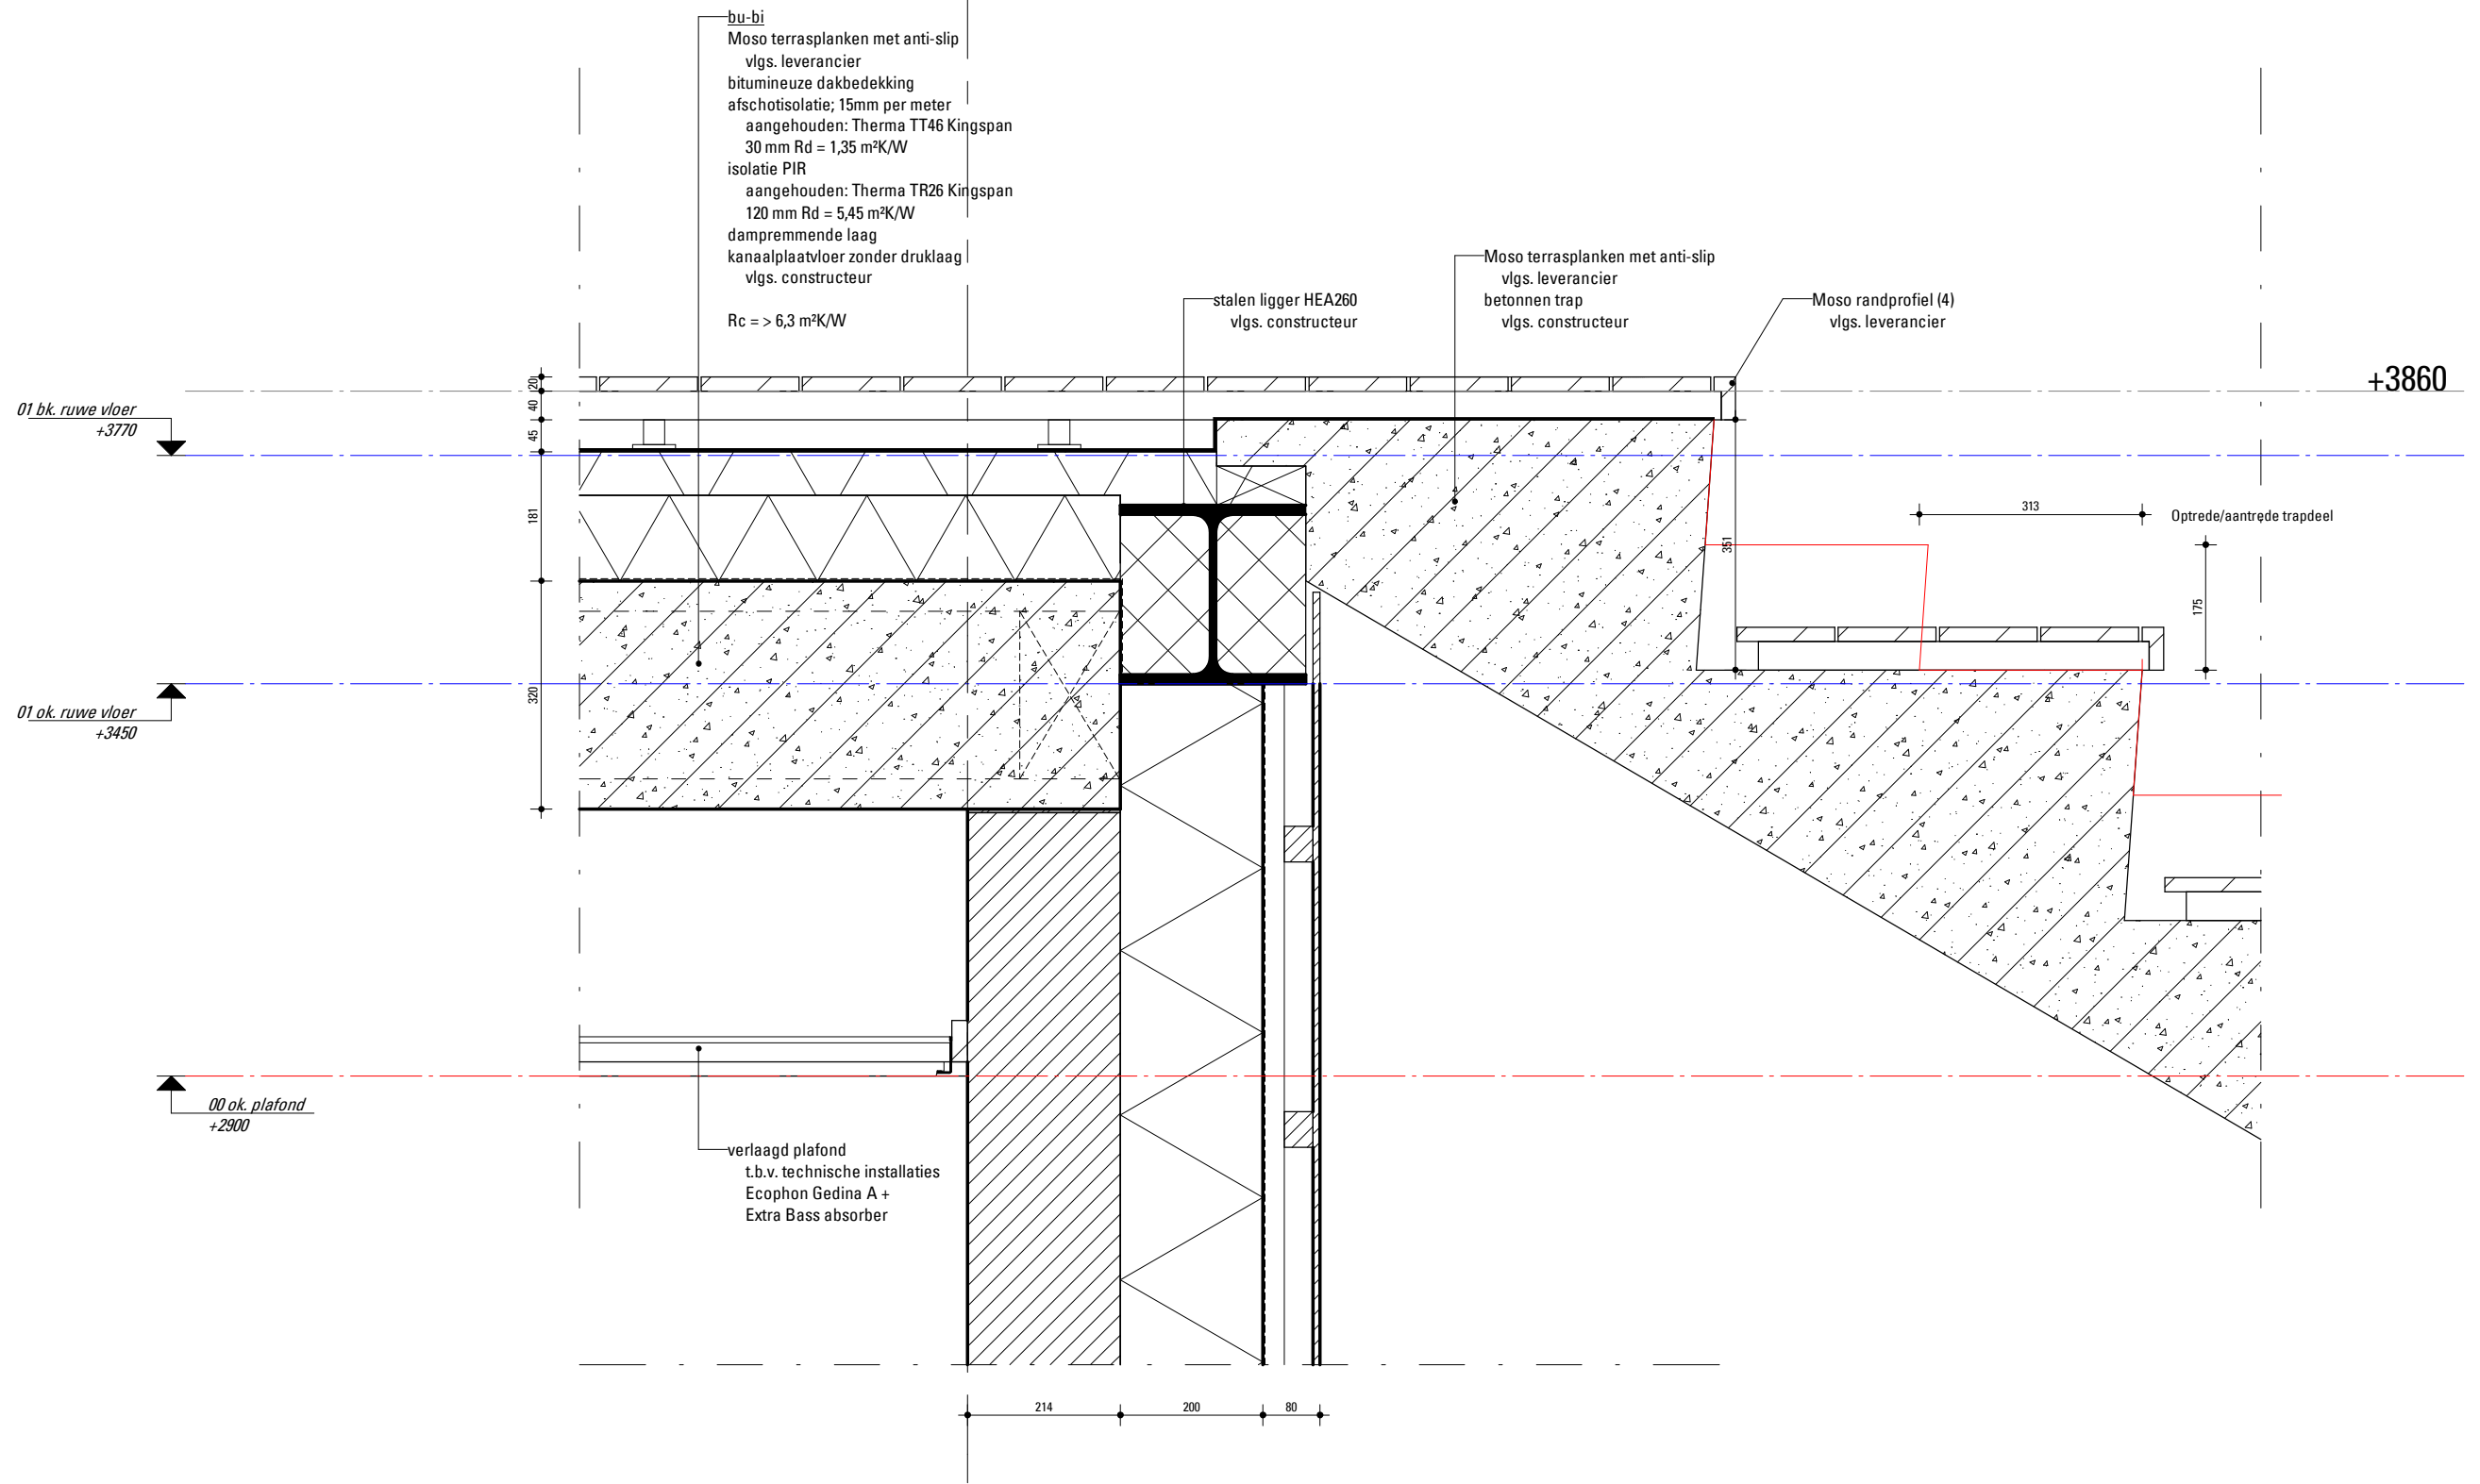 bu-bi
Moso terrasplanken met anti-slip
vlgs. leverancier
bitumineuze dakbedekking
afschotisolatie; 15mm per meter
aangehouden: Therma TT46 Kingspan
30 mm Rd = 1,35 m²K/W
isolatie PIR
aangehouden: Therma TR26 Kingspan
120 mm Rd = 5,45 m²K/W
dampremmende laag
kanaalplaatvloer zonder druklaag
vlgs. constructeur
Rc = > 6,3 m²K/W
stalen ligger HEA260
vlgs. constructeur
Moso terrasplanken met anti-slip
vlgs. leverancier
betonnen trap
vlgs. constructeur
Moso randprofiel (4)
vlgs. leverancier
+3860
01 bk. ruwe vloer
+3770
20
40
45
181
320
351
313
Optrede/aantrede trapdeel
175
01 ok. ruwe vloer
+3450
00 ok. plafond
+2900
verlaagd plafond
t.b.v. technische installaties
Ecophon Gedina A +
Extra Bass absorber
214
200
80